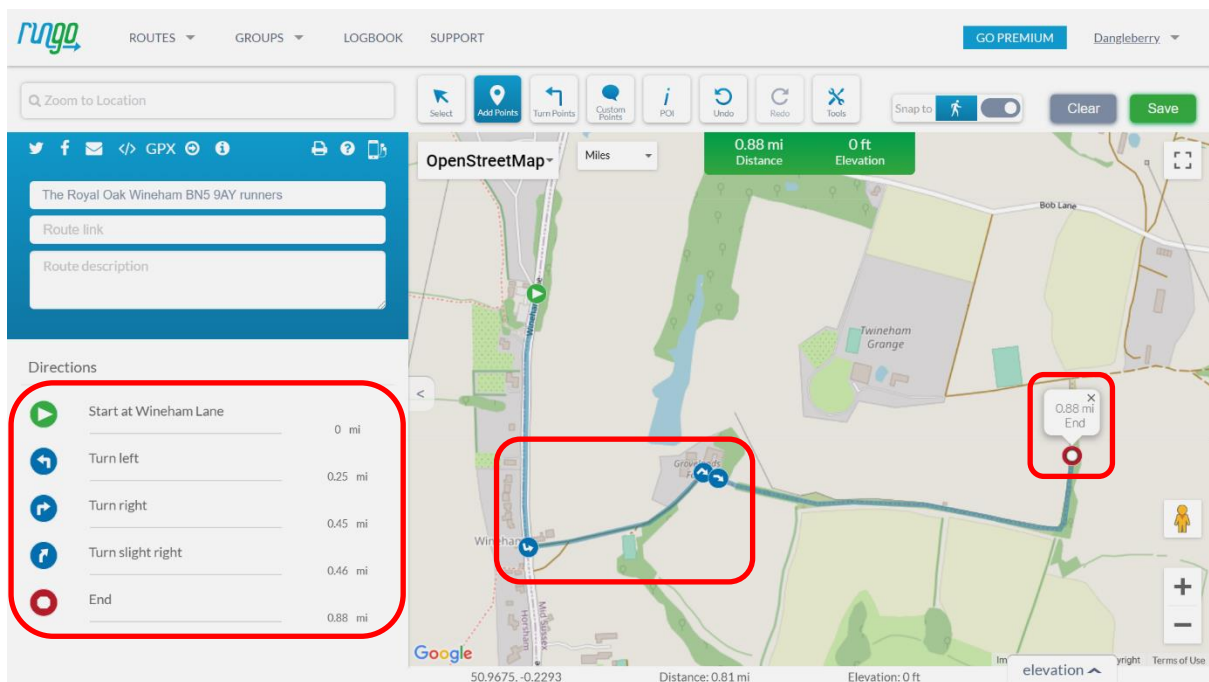 ringo
ROUTES
GROUPS
LOGBOOK
SUPPORT
GO PREMIUM
Dangleberry
Zoom to Location
Select
Add Points
Turn Points
Custom
Points
POI
Undo
Redo
Tools
Snap to
Clear
Save
</> GPX
The Royal Oak Wineham BN5 9AY runners
Route link
Route description
Directions
Start at Wineham Lane
0 mi
Turn left
0.25 mi
Turn right
0.45 mi
Turn slight right
0.46 mi
End
0.88 mi
OpenStreetMap
Miles
0.88 mi
Distance
0 ft
Elevation
Bob Lane
Twineham
Grange
<
0.88 mi
End
Mid Sussex
Horsham
Google
Terms of Use
elevation
50.9675, -0.2293
Distance: 0.81 mi
Elevation: 0 ft